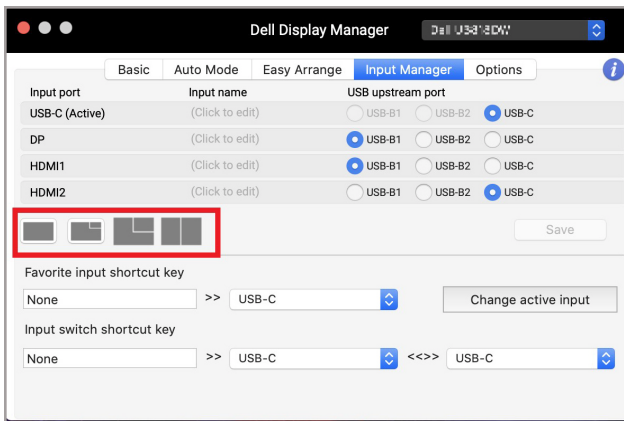 Dell Display Manager Dell
Basic Auto Mode Easy Arrange Input Manager Options i
Input port Input name USB upstream port
USB-C (Active) (Click to edit) USB-B1 USB-B2 USB-C
DP (Click to edit) USB-B1 USB-B2 USB-C
HDMI1 (Click to edit) USB-B1 USB-B2 USB-C
HDMI2 (Click to edit) USB-B1 USB-B2 USB-C
Save
Favorite input shortcut key
None >> USB-C Change active input
Input switch shortcut key
None >> USB-C <<>> USB-C